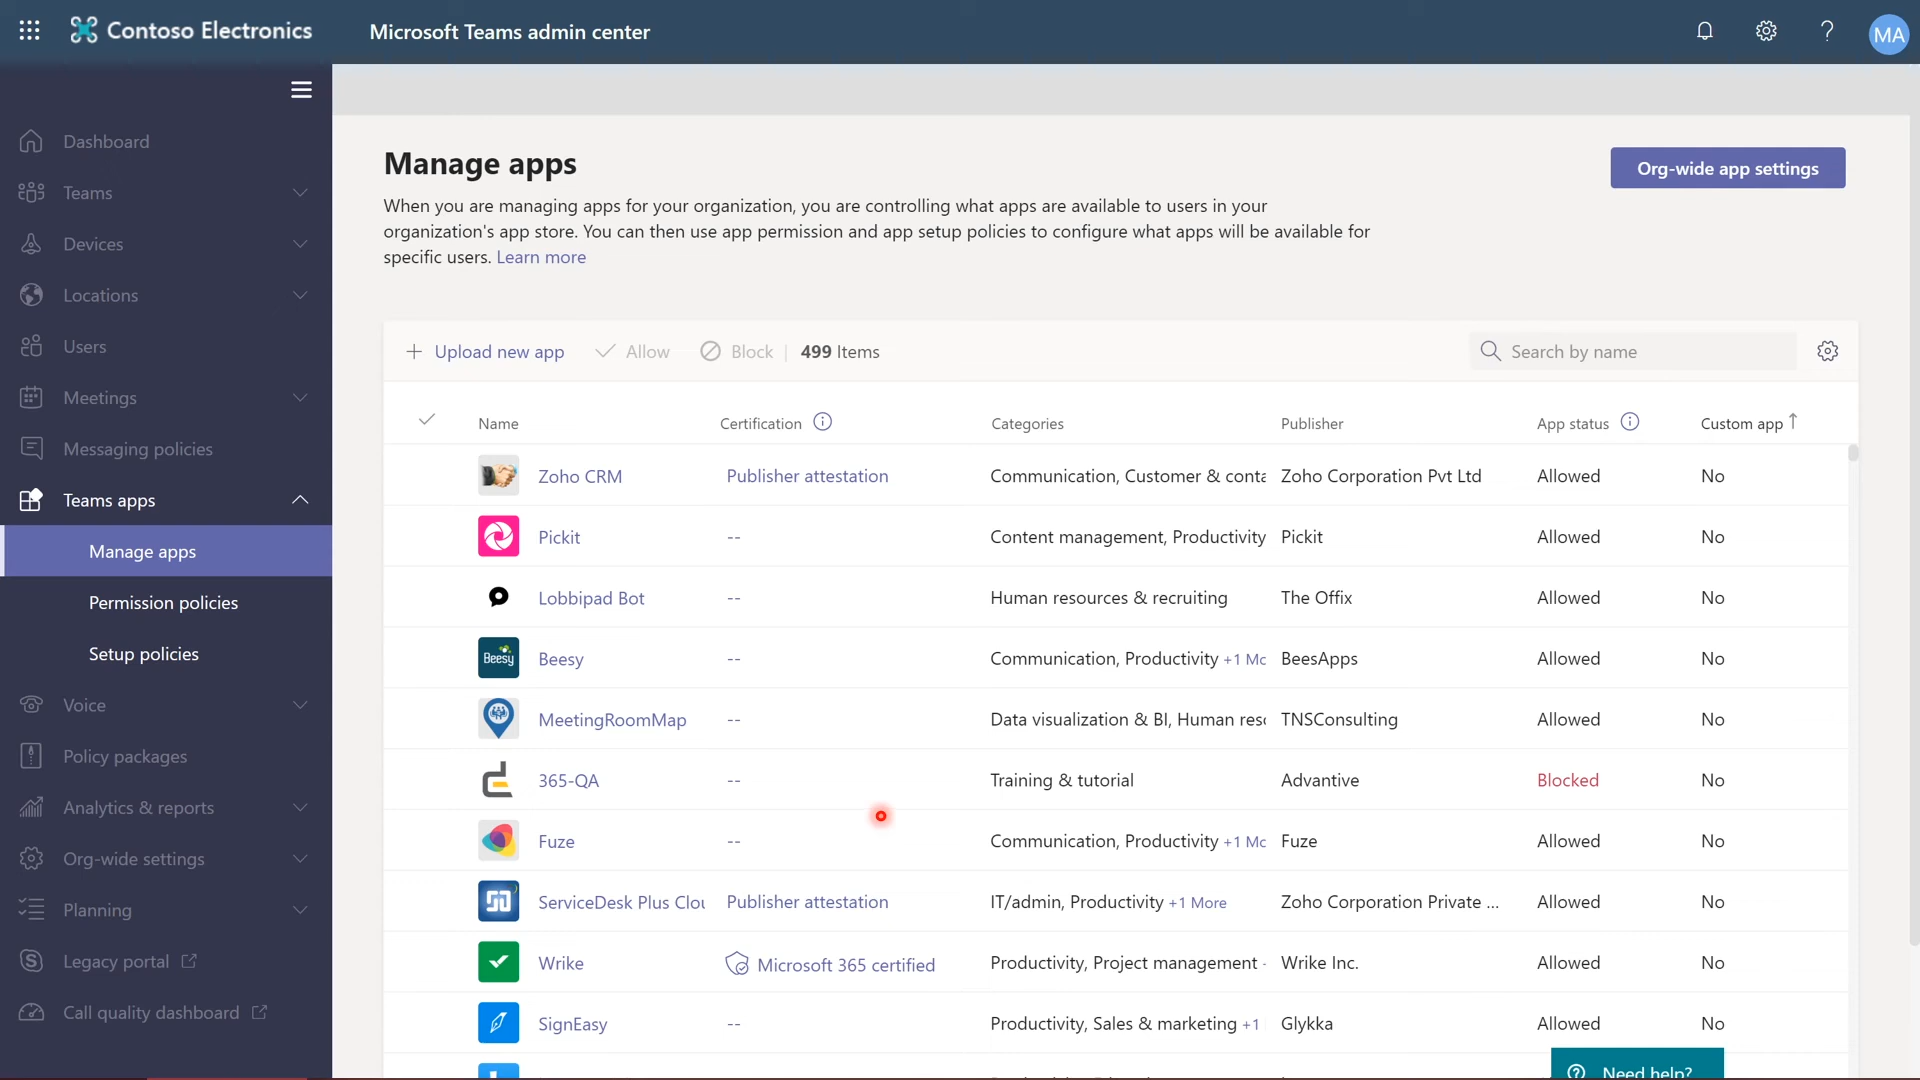 Contoso Electronics
Microsoft Teams admin center
MA
Dashboard
Teams
Devices
Locations
Users
Meetings
Messaging policies
Teams apps
Manage apps
Permission policies
Setup policies
Voice
Policy packages
Analytics & reports
Org-wide settings
Planning
Legacy portal
Call quality dashboard
Manage apps
Org-wide app settings
When you are managing apps for your organization, you are controlling what apps are available to users in your
organization's app store. You can then use app permission and app setup policies to configure what apps will be available for
specific users. Learn more
Upload new app Allow Block | 499 Items Search by name
Name Certification Categories Publisher App status Custom app ↑
Zoho CRM Publisher attestation Communication, Customer & conta Zoho Corporation Pvt Ltd Allowed No
Pickit -- Content management, Productivity Pickit Allowed No
Lobbipad Bot -- Human resources & recruiting The Offix Allowed No
Beesy Beesy -- Communication, Productivity +1 Mo BeesApps Allowed No
MeetingRoomMap -- Data visualization & BI, Human reso TNSConsulting Allowed No
365-QA -- Training & tutorial Advantive Blocked No
Fuze -- Communication, Productivity +1 Mo Fuze Allowed No
ServiceDesk Plus Clou Publisher attestation IT/admin, Productivity +1 More Zoho Corporation Private ... Allowed No
Wrike Microsoft 365 certified Productivity, Project management Wrike Inc. Allowed No
SignEasy -- Productivity, Sales & marketing +1 Glykka Allowed No
Need help?